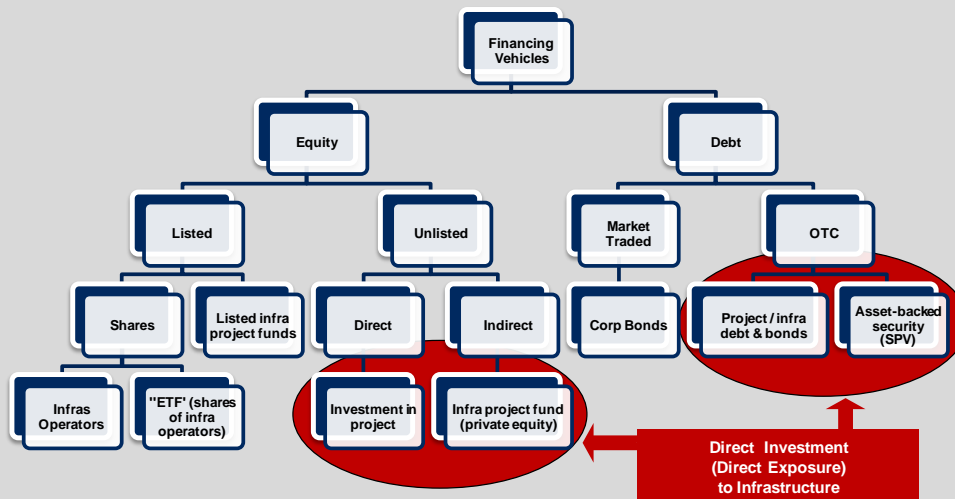 Financing
Vehicles
Equity
Debt
Listed
Unlisted
Market
Traded
OTC
Shares
Listed infra
project funds
Direct
Indirect
Corp Bonds
Project / infra
debt & bonds
Asset-backed
security
(SPV)
Infras
Operators
"ETF' (shares
of infra
operators)
Investment in
project
Infra project fund
(private equity)
Direct Investment
(Direct Exposure)
to Infrastructure